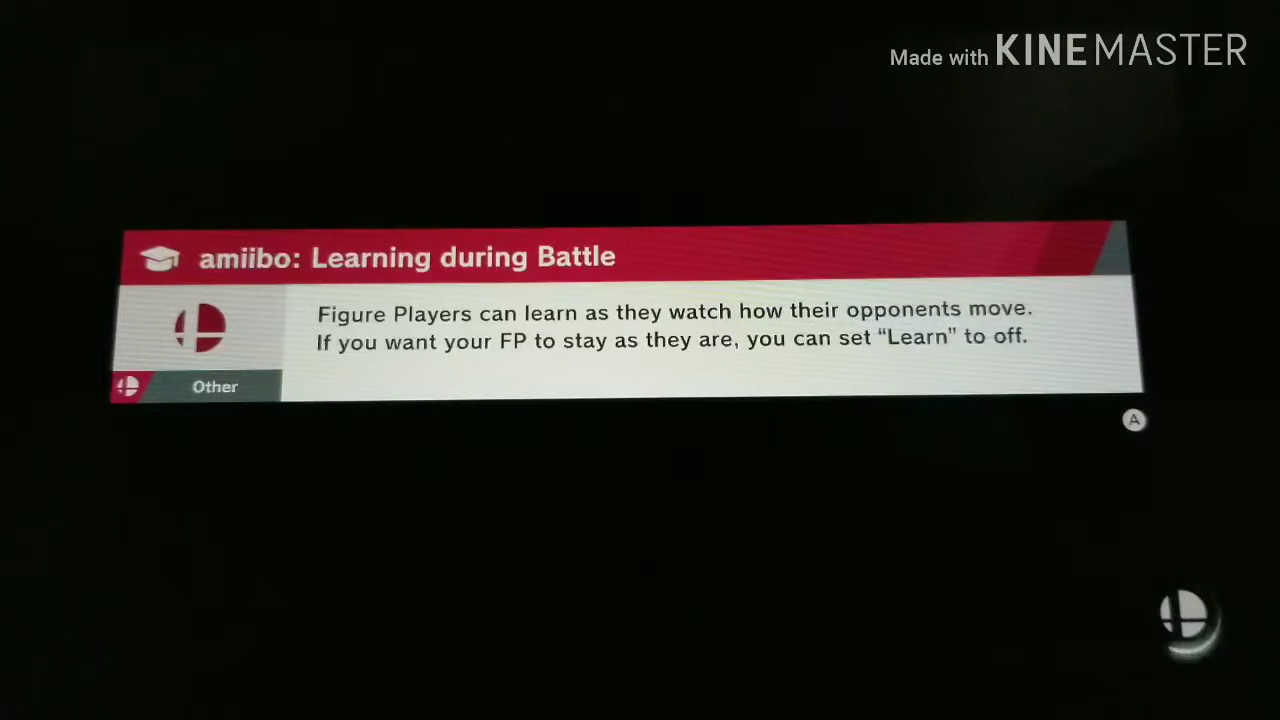 Made with KINEMASTER
amiibo: Learning during Battle
Figure Players can learn as they watch how their opponents move.
If you want your FP to stay as they are, you can set “Learn” to off.
Other
A